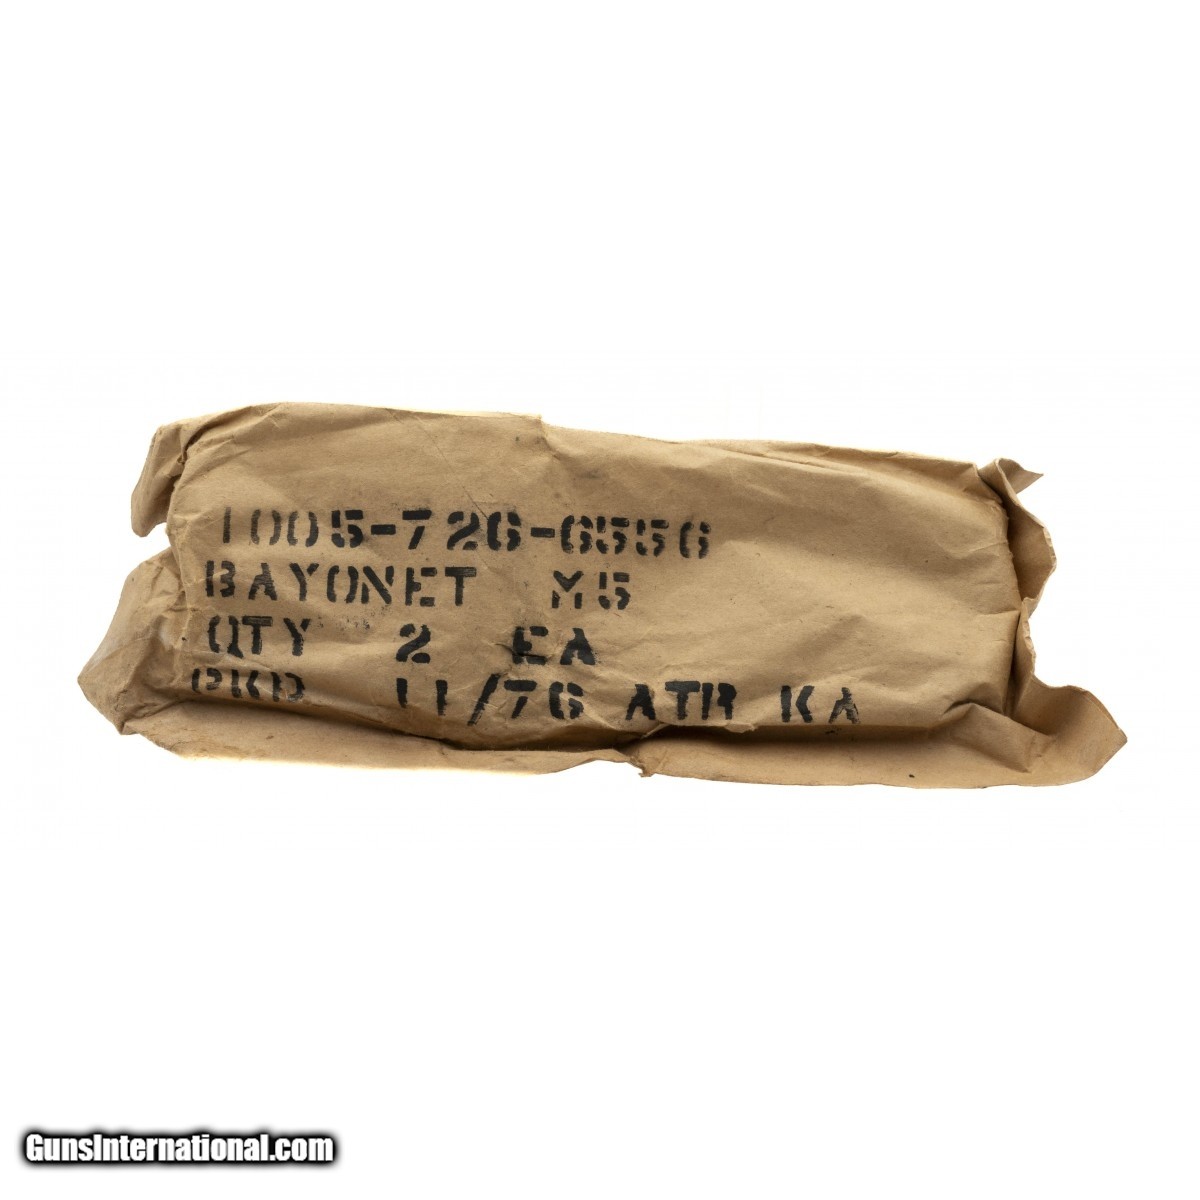 1005-726-6556
BAYONET M5
QTY 2 EA
PKD 11/76 ATR KA
GunsInternational.com